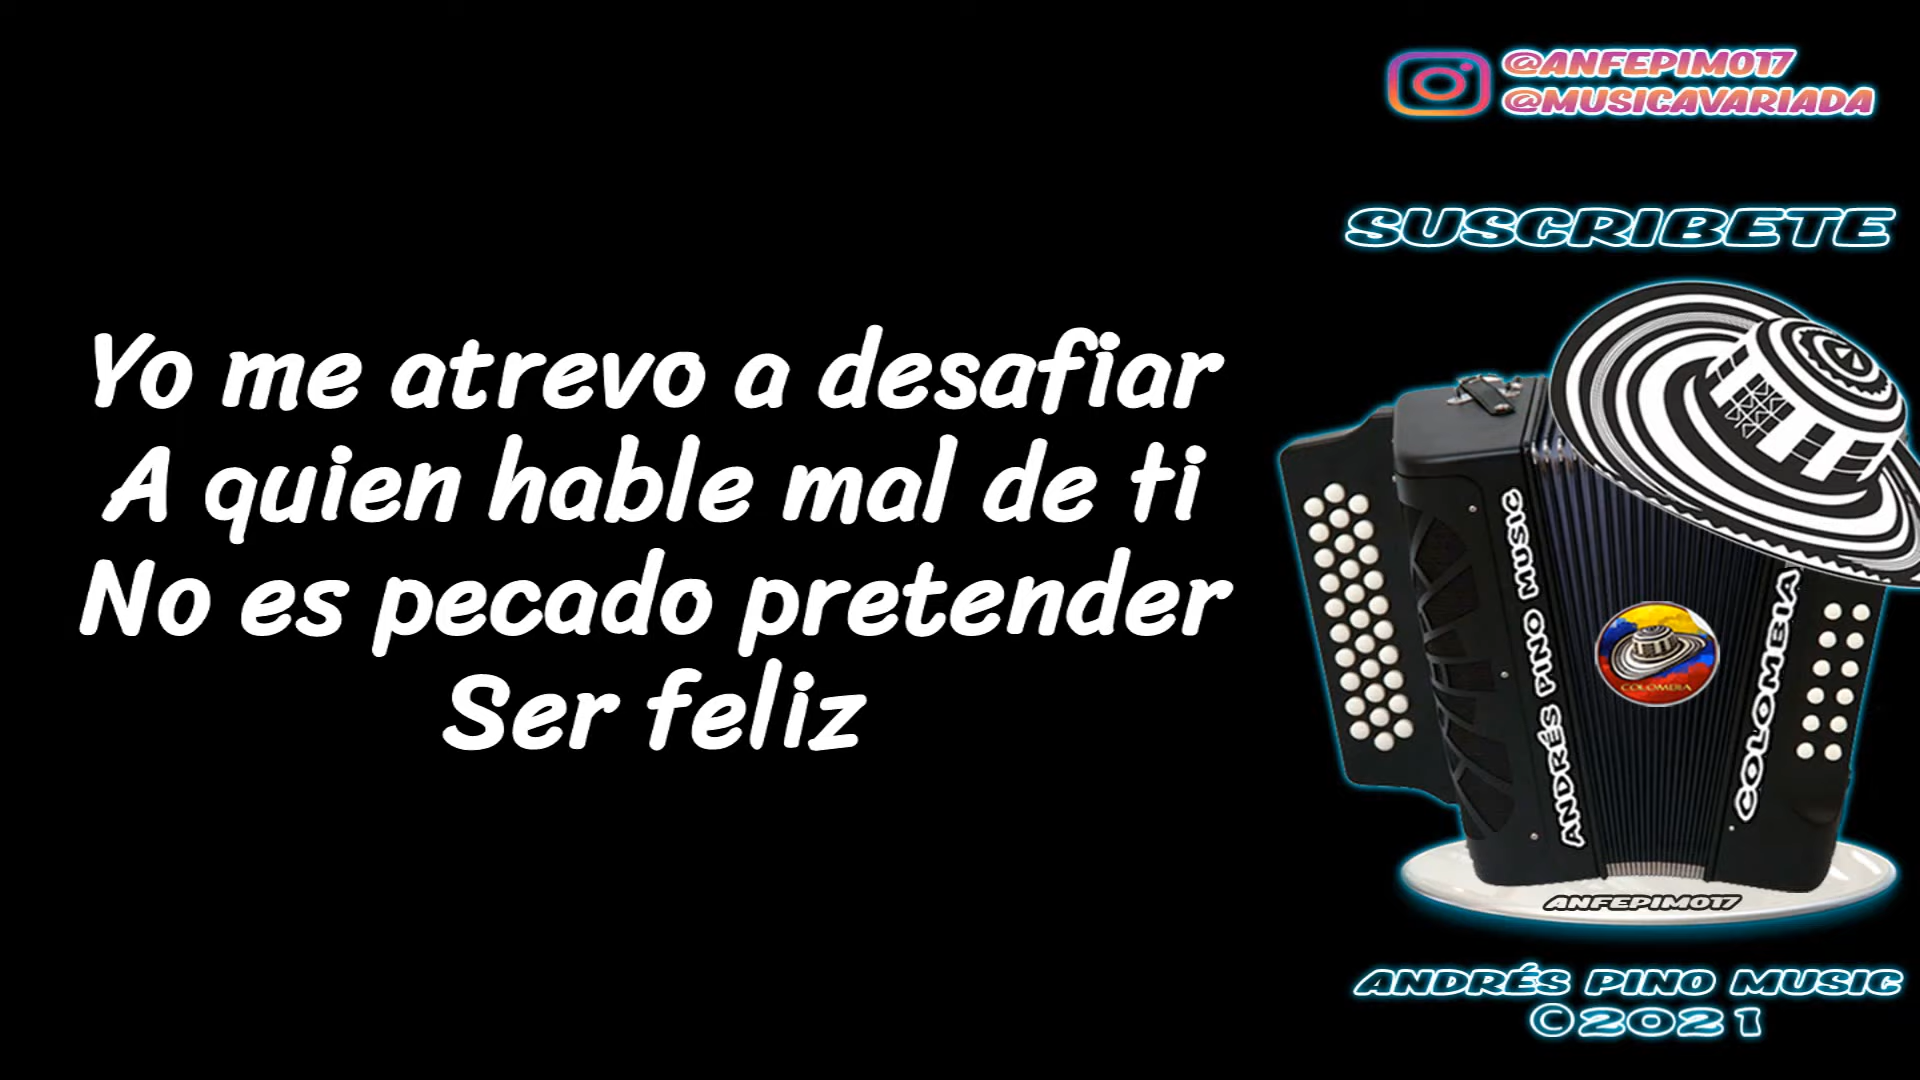 @ANFEPIMO17
@MUSICAVARIADA
SUSCRIBETE
Yo me atrevo a desafiar
A quien hable mal de ti
No es pecado pretender
Ser feliz
ANDRÉS PINO MUSIC
COLOMBIA
COLOMBIA
ANFEPIMO17
ANDRÉS PINO MUSIC
©2021